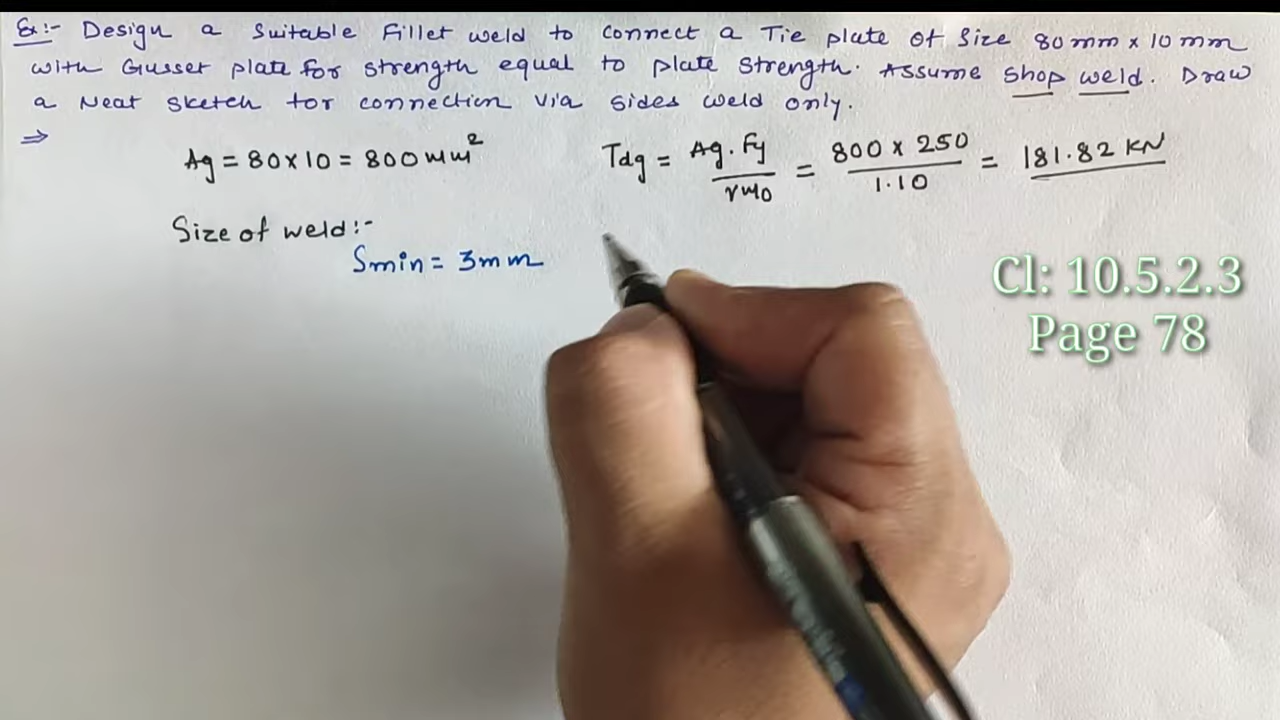 Ex:- Design a Suitable Fillet weld to connect a Tie plate of Size 80mm x 10mm
with Gusset plate for strength equal to plate strength. Assume shop weld. Draw
a Neat sketch for connection via sides weld only.
⇒
Ag = 80x10 = 800mm²
Tdg = Ag.Fy / γm0 = 800 x 250 / 1.10 = 181.82 KN
Size of weld:-
Smin = 3mm
Cl: 10.5.2.3
Page 78